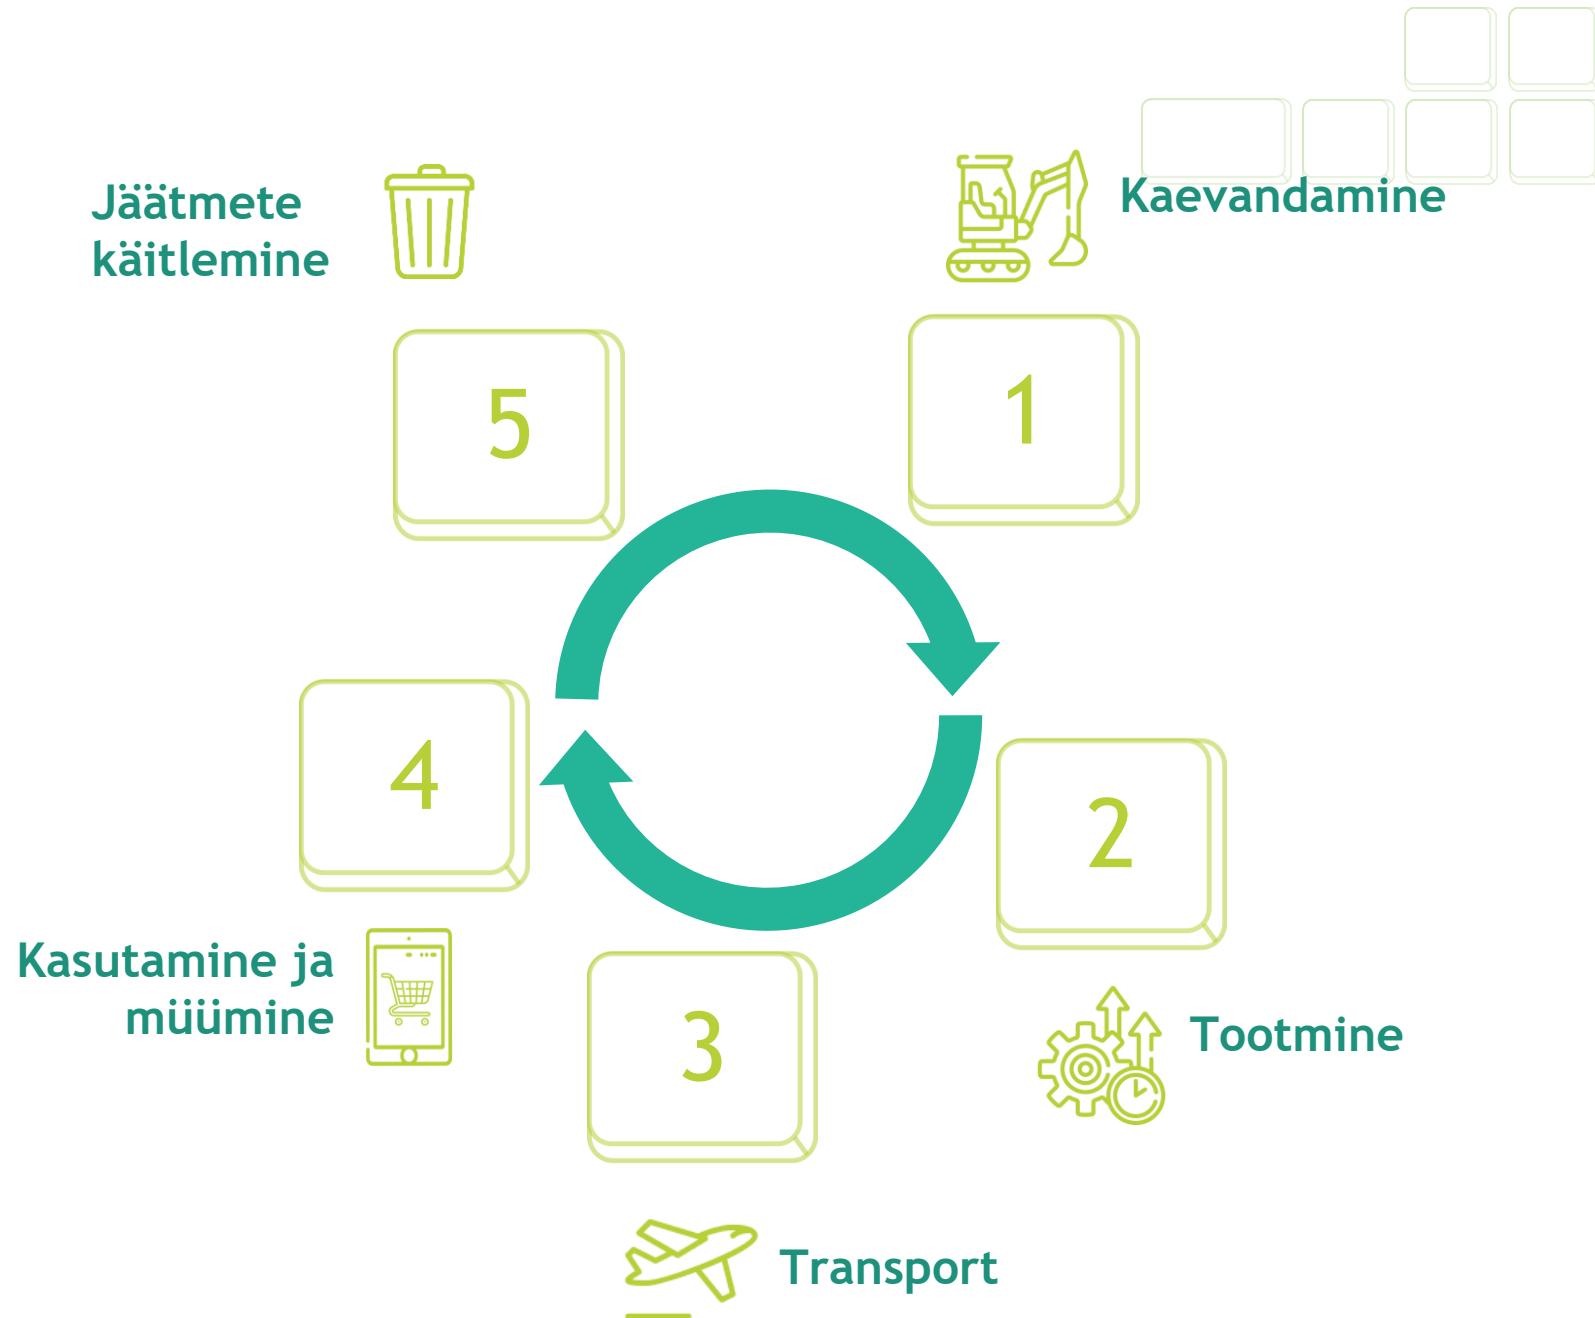 Jäätmete
käitlemine
Kaevandamine
5
1
4
2
Kasutamine ja
müümine
3
Tootmine
Transport